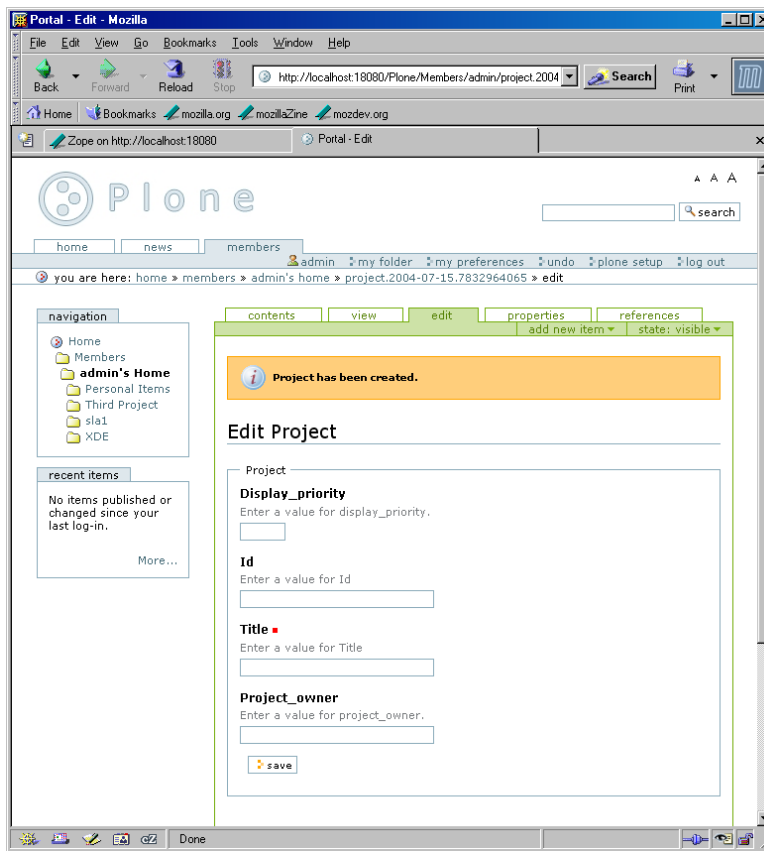 Portal - Edit - Mozilla
File Edit View Go Bookmarks Tools Window Help
Back Forward Reload Stop http://localhost:18080/Plone/Members/admin/project.2004 Search Print
Home Bookmarks mozilla.org mozillaZine mozdev.org
Zope on http://localhost:18080 Portal - Edit
Plone
A A A
search
home news members
admin my folder my preferences undo plone setup log out
you are here: home » members » admin's home » project.2004-07-15.7832964065 » edit
navigation
Home
Members
admin's Home
Personal Items
Third Project
sla1
XDE
recent items
No items published or
changed since your
last log-in.
More...
contents view edit properties references
add new item state: visible
Project has been created.
Edit Project
Project
Display_priority
Enter a value for display_priority.
Id
Enter a value for Id
Title
Enter a value for Title
Project_owner
Enter a value for project_owner.
save
Done